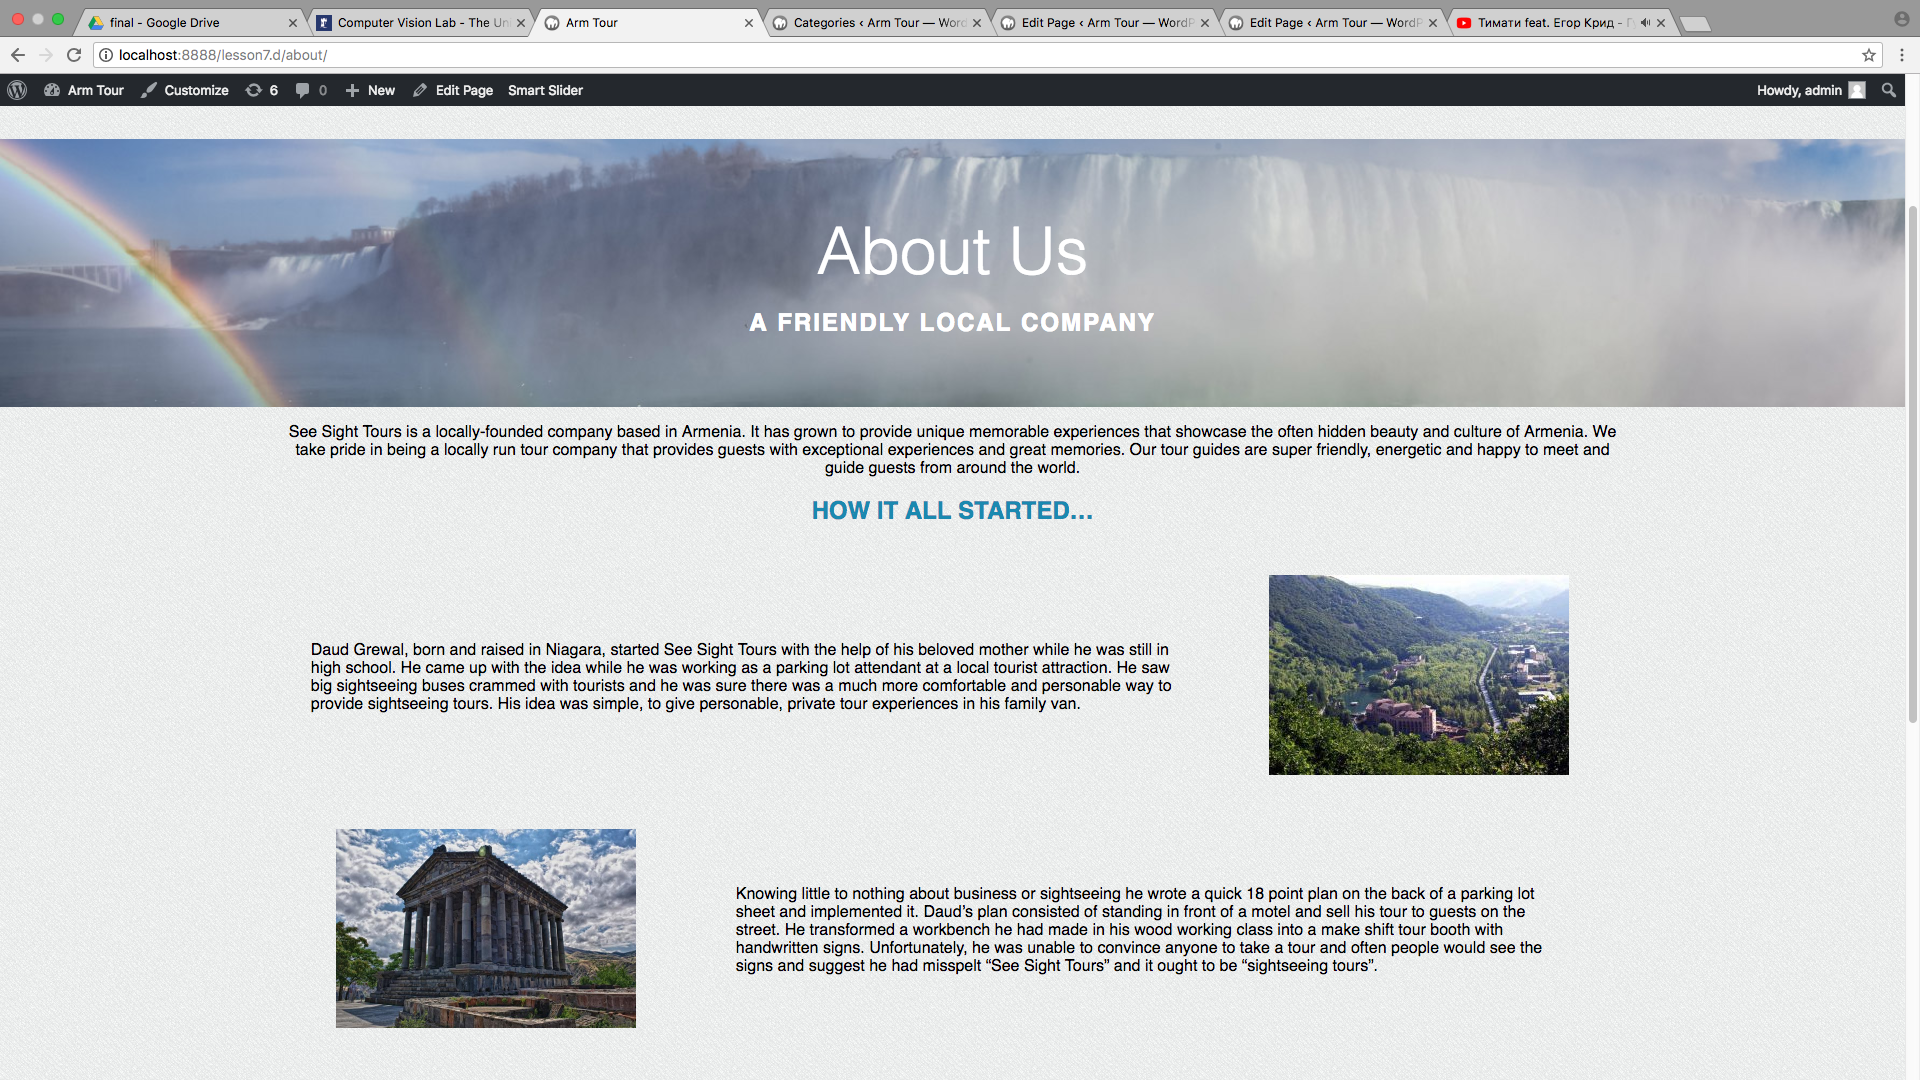 final - Google Drive
Computer Vision Lab - The Uni
Arm Tour
Categories ‹ Arm Tour — Word
Edit Page ‹ Arm Tour — WordP
Edit Page ‹ Arm Tour — WordP
Тимати feat. Егор Крид - Гу
localhost:8888/lesson7.d/about/
Arm Tour
Customize
6
0
New
Edit Page
Smart Slider
Howdy, admin
About Us
A FRIENDLY LOCAL COMPANY
See Sight Tours is a locally-founded company based in Armenia. It has grown to provide unique memorable experiences that showcase the often hidden beauty and culture of Armenia. We
take pride in being a locally run tour company that provides guests with exceptional experiences and great memories. Our tour guides are super friendly, energetic and happy to meet and
guide guests from around the world.
HOW IT ALL STARTED...
Daud Grewal, born and raised in Niagara, started See Sight Tours with the help of his beloved mother while he was still in
high school. He came up with the idea while he was working as a parking lot attendant at a local tourist attraction. He saw
big sightseeing buses crammed with tourists and he was sure there was a much more comfortable and personable way to
provide sightseeing tours. His idea was simple, to give personable, private tour experiences in his family van.
Knowing little to nothing about business or sightseeing he wrote a quick 18 point plan on the back of a parking lot
sheet and implemented it. Daud’s plan consisted of standing in front of a motel and sell his tour to guests on the
street. He transformed a workbench he had made in his wood working class into a make shift tour booth with
handwritten signs. Unfortunately, he was unable to convince anyone to take a tour and often people would see the
signs and suggest he had misspelt “See Sight Tours” and it ought to be “sightseeing tours”.